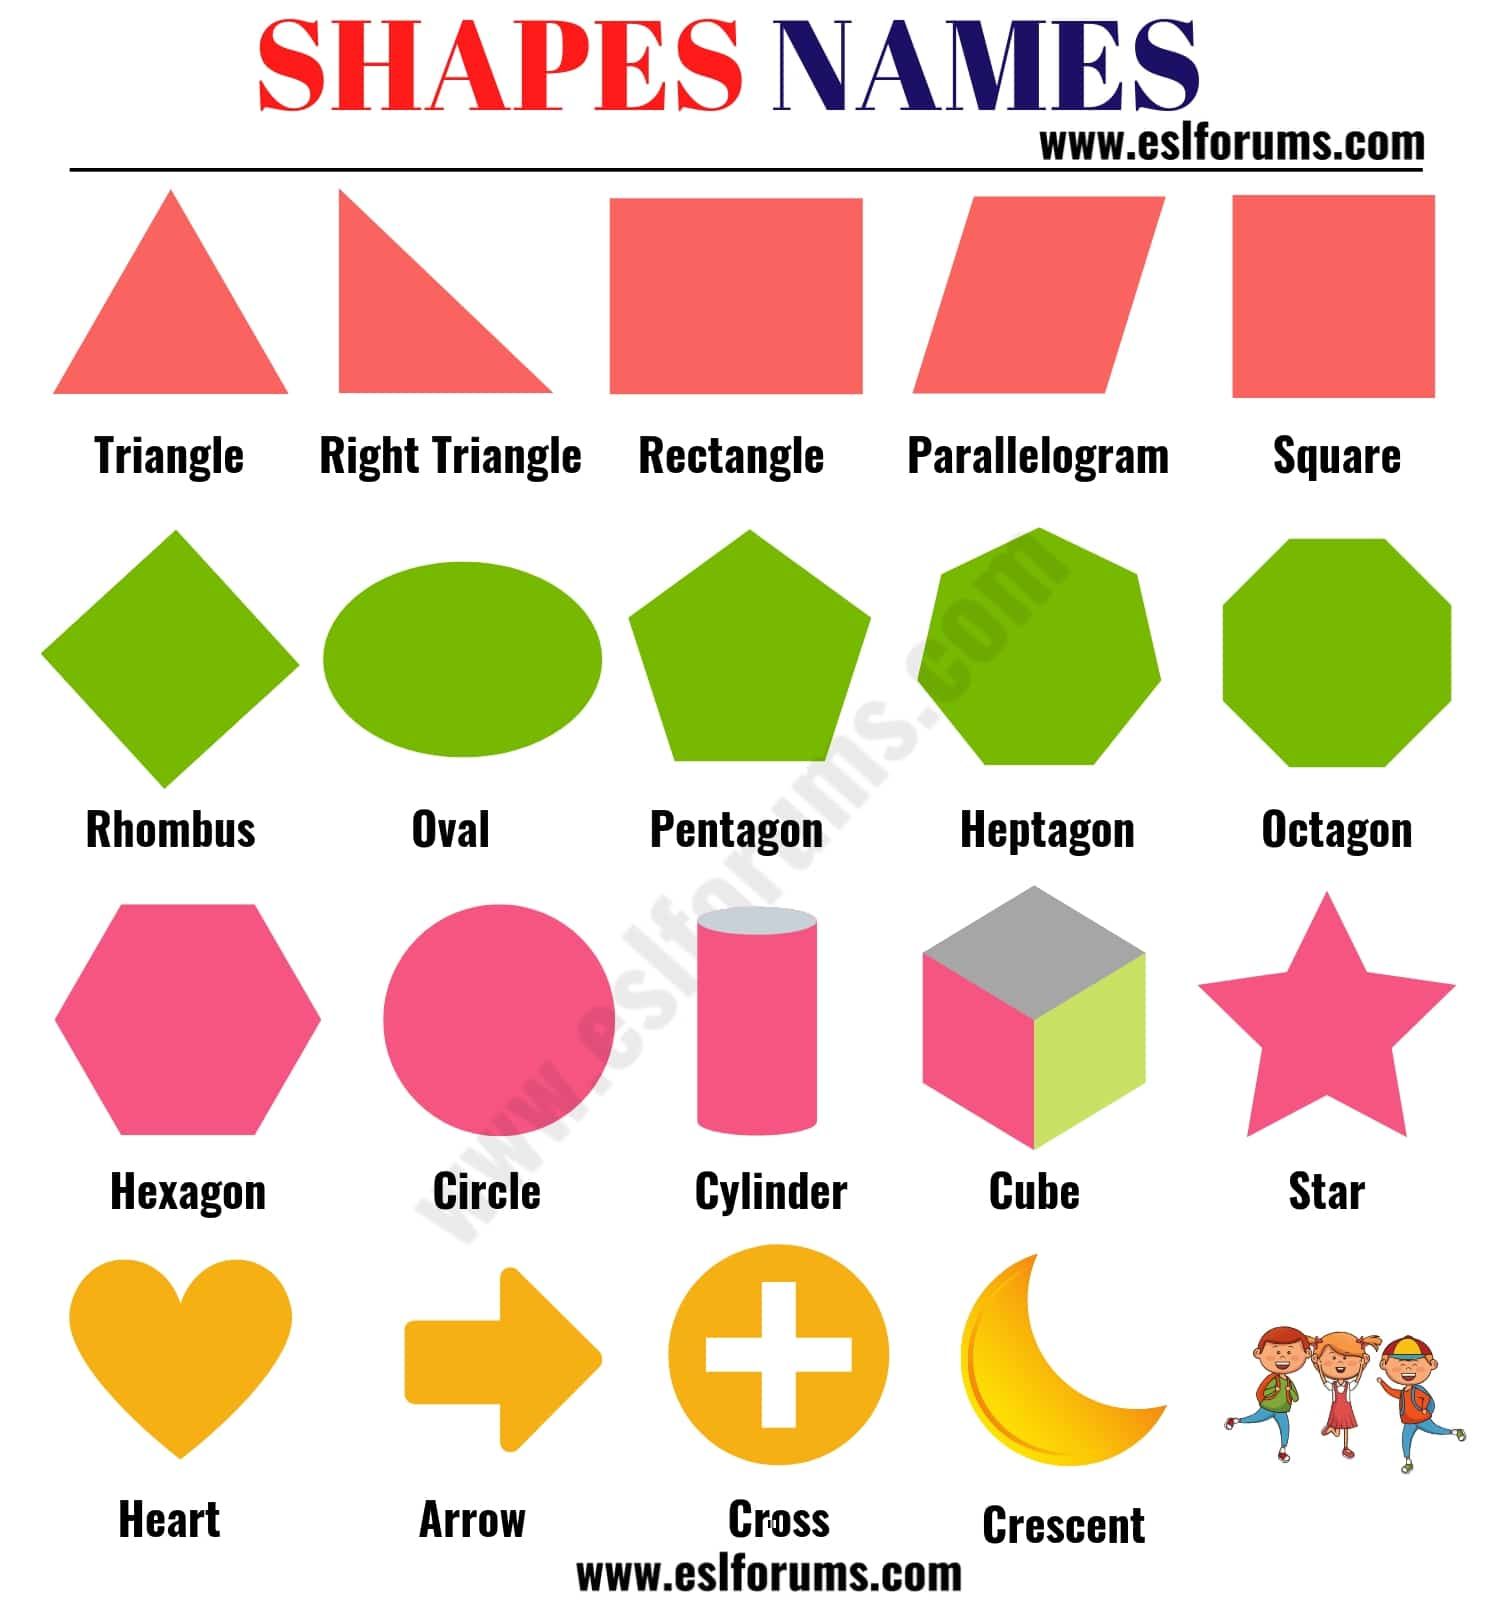 SHAPES NAMES
www.eslforums.com
Triangle Right Triangle Rectangle Parallelogram Square
Rhombus Oval Pentagon Heptagon Octagon
Hexagon Circle Cylinder Cube Star
Heart Arrow Cross Crescent
www.eslforums.com
www.eslforums.com